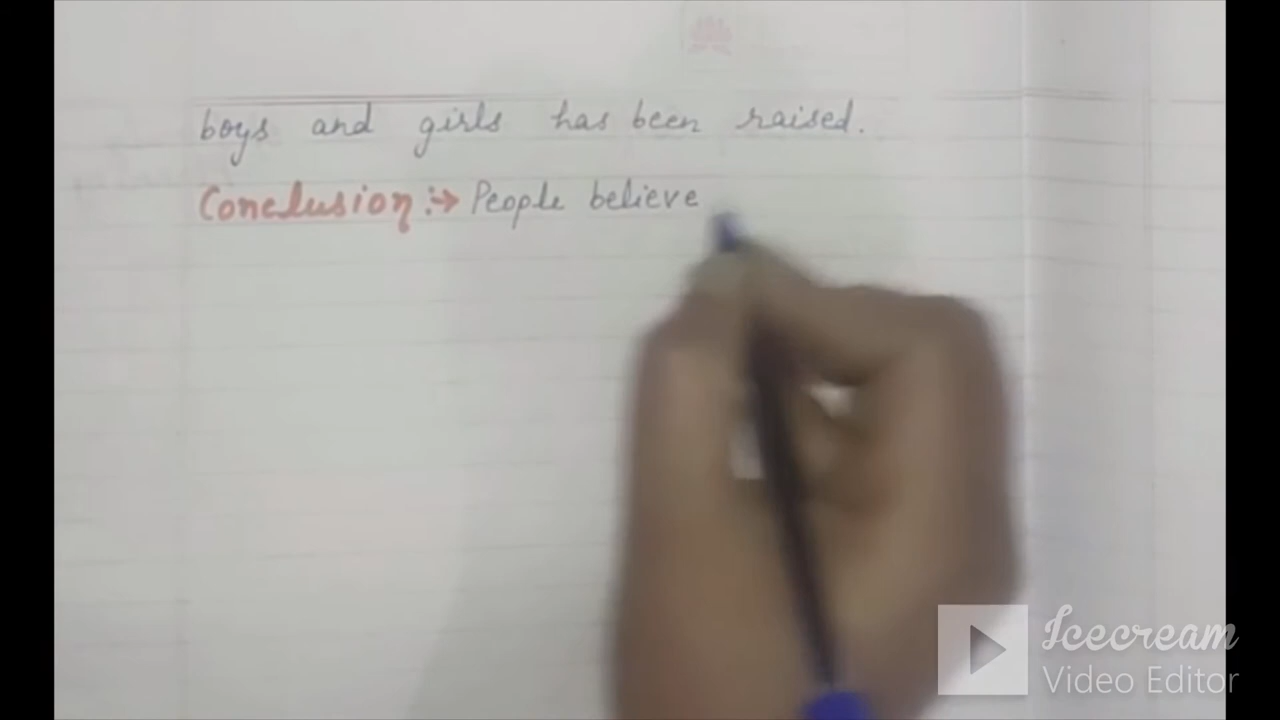 boys and girls has been raised.
Conclusion :→ People believe
Icecream
Video Editor